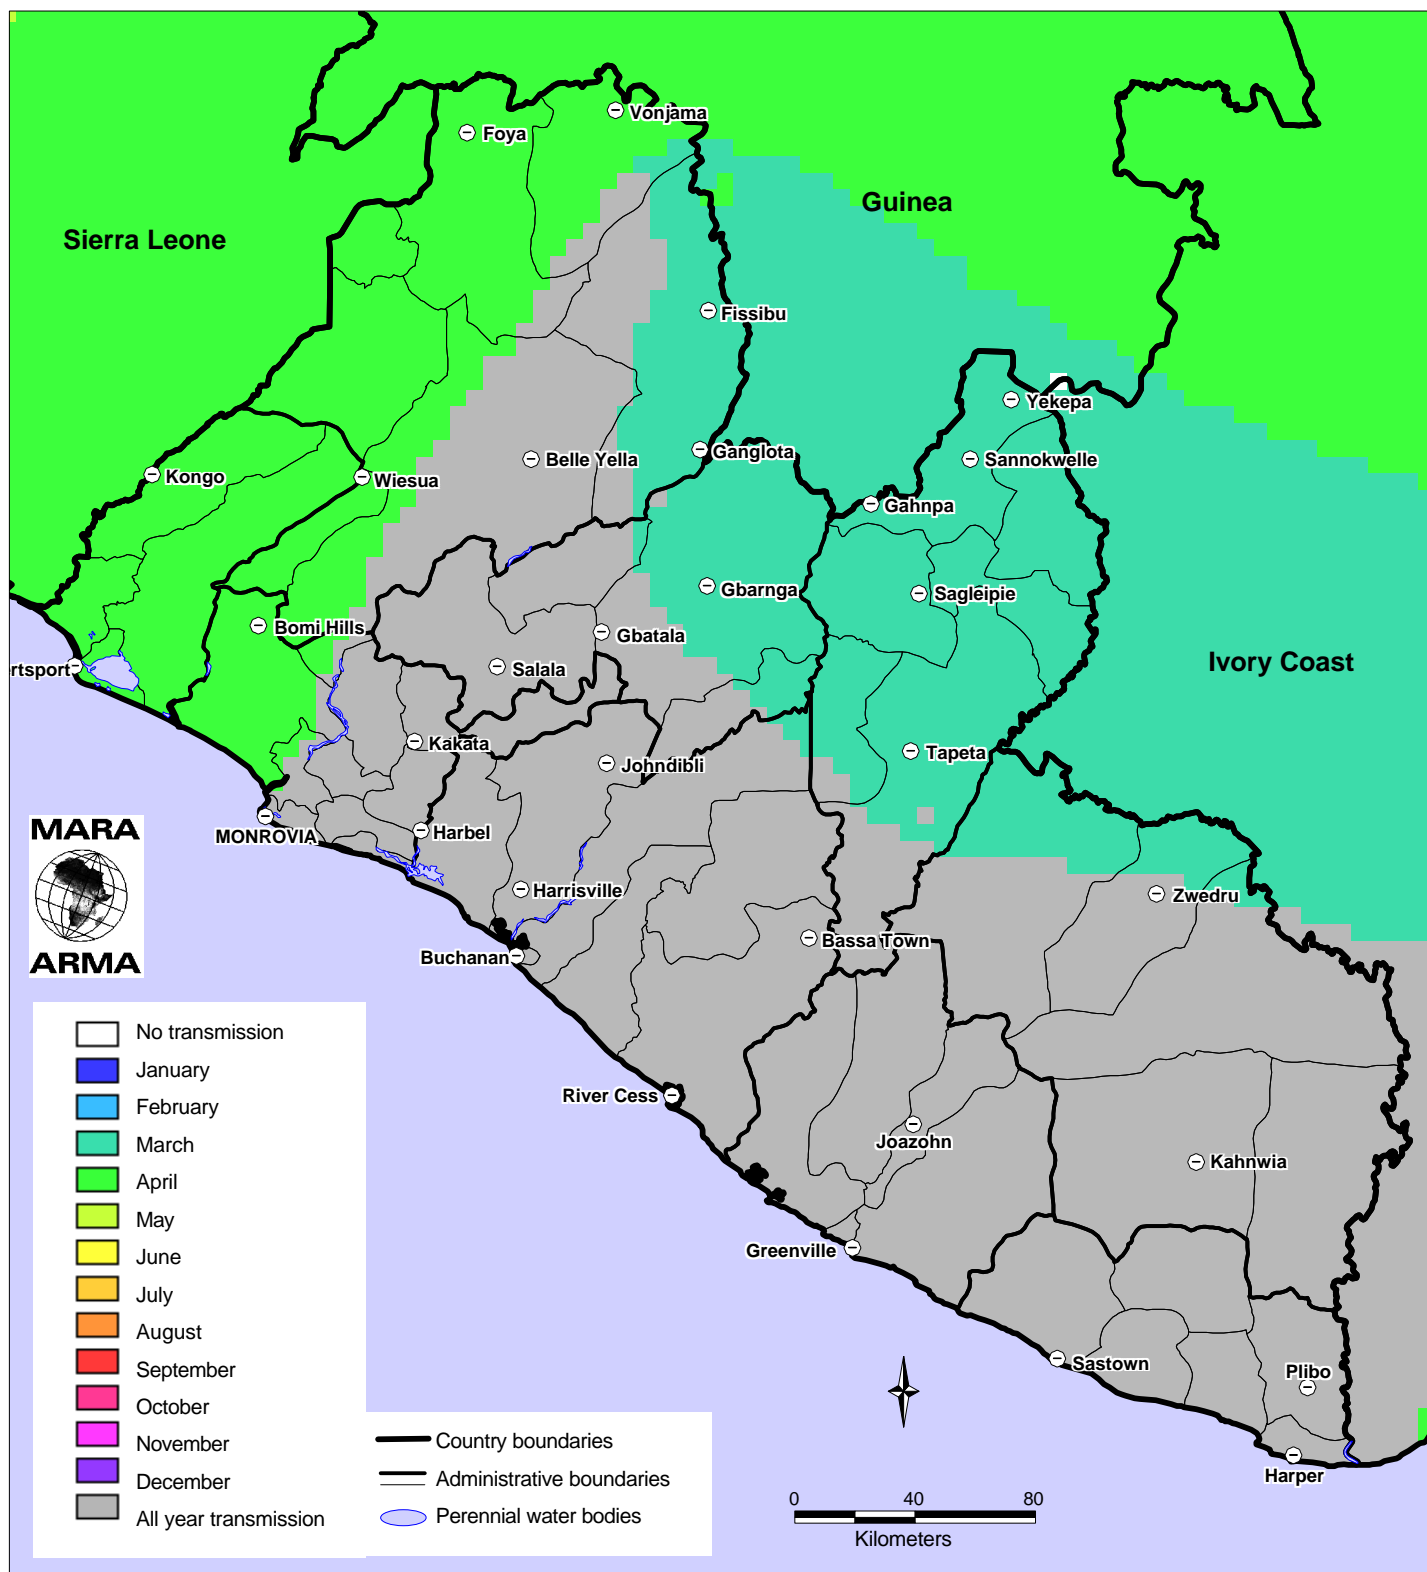 Vonjama
Foya
Guinea
Sierra Leone
Fissibu
Yekepa
Ganglota
Belle Yella
Sannokwelle
Kongo
Wiesua
Gahnpa
Gbarnga
Sagleipie
Bomi Hills
Gbatala
Ivory Coast
rtsport
Salala
Kakata
Tapeta
Johndibli
MARA
MONROVIA
Harbel
Harrisville
Zwedru
Bassa Town
Buchanan
ARMA
No transmission
January
February
River Cess
March
Joazohn
Kahnwia
April
May
Greenville
June
July
August
Sastown
September
Plibo
October
November
Country boundaries
December
Administrative boundaries
Harper
All year transmission
Perennial water bodies
0 40 80
Kilometers